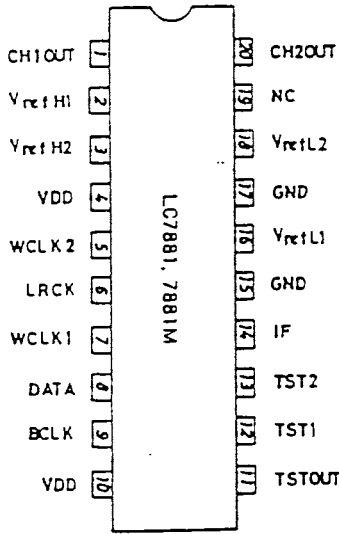 CH1OUT 1 20 CH2OUT
VrefH1 2 19 NC
VrefH2 3 18 VrefL2
VDD 4 17 GND
WCLK2 5 16 VrefL1
LRCK 6 15 GND
WCLK1 7 14 IF
DATA 8 13 TST2
BCLK 9 12 TST1
VDD 10 11 TSTOUT
LC7881, 7881M